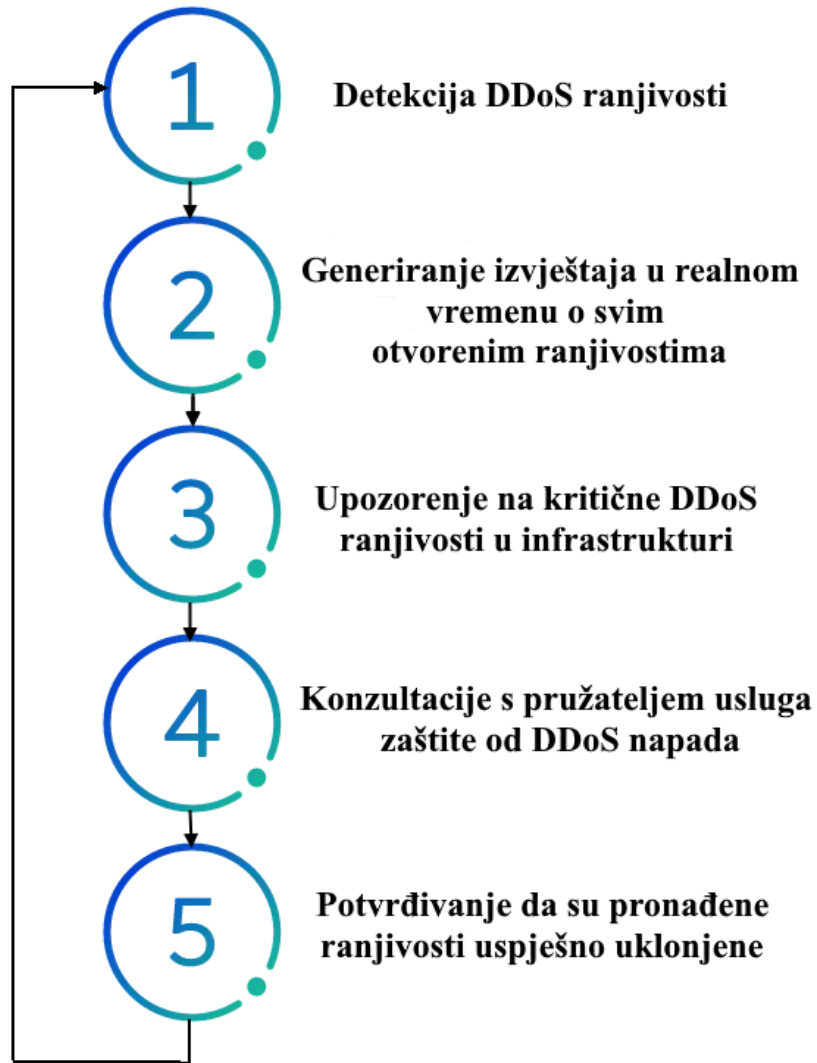 1
Detekcija DDoS ranjivosti
2
Generiranje izvještaja u realnom
vremenu o svim
otvorenim ranjivostima
3
Upozorenje na kritične DDoS
ranjivosti u infrastrukturi
4
Konzultacije s pružateljem usluga
zaštite od DDoS napada
5
Potvrđivanje da su pronađene
ranjivosti uspješno uklonjene